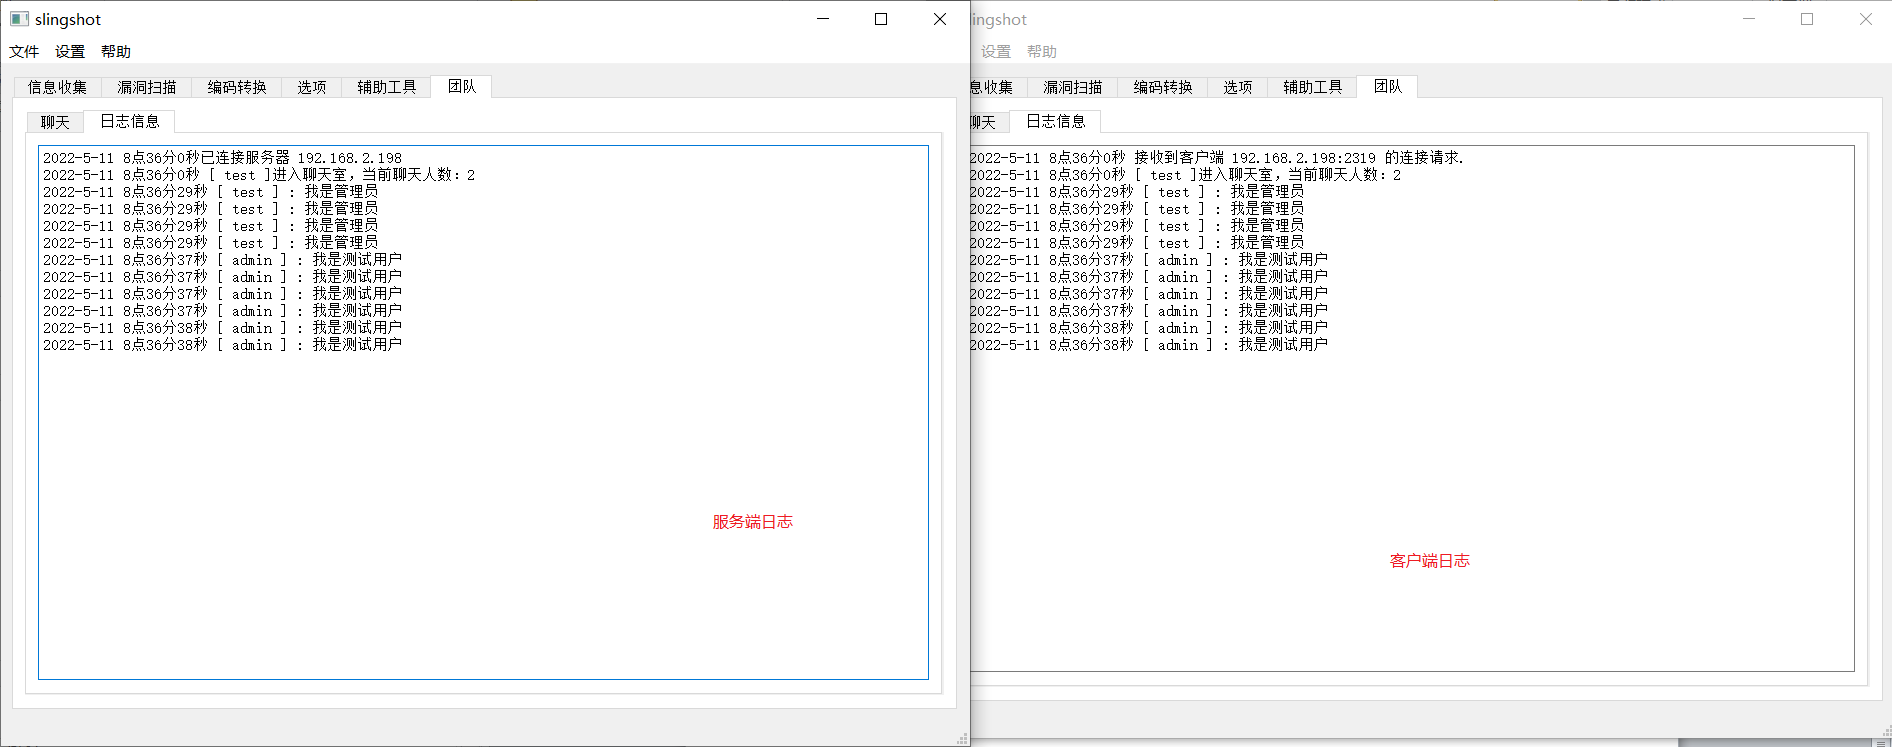 slingshot
文件 设置 帮助
信息收集 漏洞扫描 编码转换 选项 辅助工具 团队
聊天 日志信息
2022-5-11 8点36分0秒已连接服务器 192.168.2.198
2022-5-11 8点36分0秒 [ test ]进入聊天室，当前聊天人数：2
2022-5-11 8点36分29秒 [ test ] : 我是管理员
2022-5-11 8点36分29秒 [ test ] : 我是管理员
2022-5-11 8点36分29秒 [ test ] : 我是管理员
2022-5-11 8点36分29秒 [ test ] : 我是管理员
2022-5-11 8点36分37秒 [ admin ] : 我是测试用户
2022-5-11 8点36分37秒 [ admin ] : 我是测试用户
2022-5-11 8点36分37秒 [ admin ] : 我是测试用户
2022-5-11 8点36分37秒 [ admin ] : 我是测试用户
2022-5-11 8点36分38秒 [ admin ] : 我是测试用户
2022-5-11 8点36分38秒 [ admin ] : 我是测试用户
服务端日志
ingshot
设置 帮助
息收集 漏洞扫描 编码转换 选项 辅助工具 团队
聊天 日志信息
2022-5-11 8点36分0秒 接收到客户端 192.168.2.198:2319 的连接请求.
2022-5-11 8点36分0秒 [ test ]进入聊天室，当前聊天人数：2
2022-5-11 8点36分29秒 [ test ] : 我是管理员
2022-5-11 8点36分29秒 [ test ] : 我是管理员
2022-5-11 8点36分29秒 [ test ] : 我是管理员
2022-5-11 8点36分29秒 [ test ] : 我是管理员
2022-5-11 8点36分37秒 [ admin ] : 我是测试用户
2022-5-11 8点36分37秒 [ admin ] : 我是测试用户
2022-5-11 8点36分37秒 [ admin ] : 我是测试用户
2022-5-11 8点36分37秒 [ admin ] : 我是测试用户
2022-5-11 8点36分38秒 [ admin ] : 我是测试用户
2022-5-11 8点36分38秒 [ admin ] : 我是测试用户
客户端日志